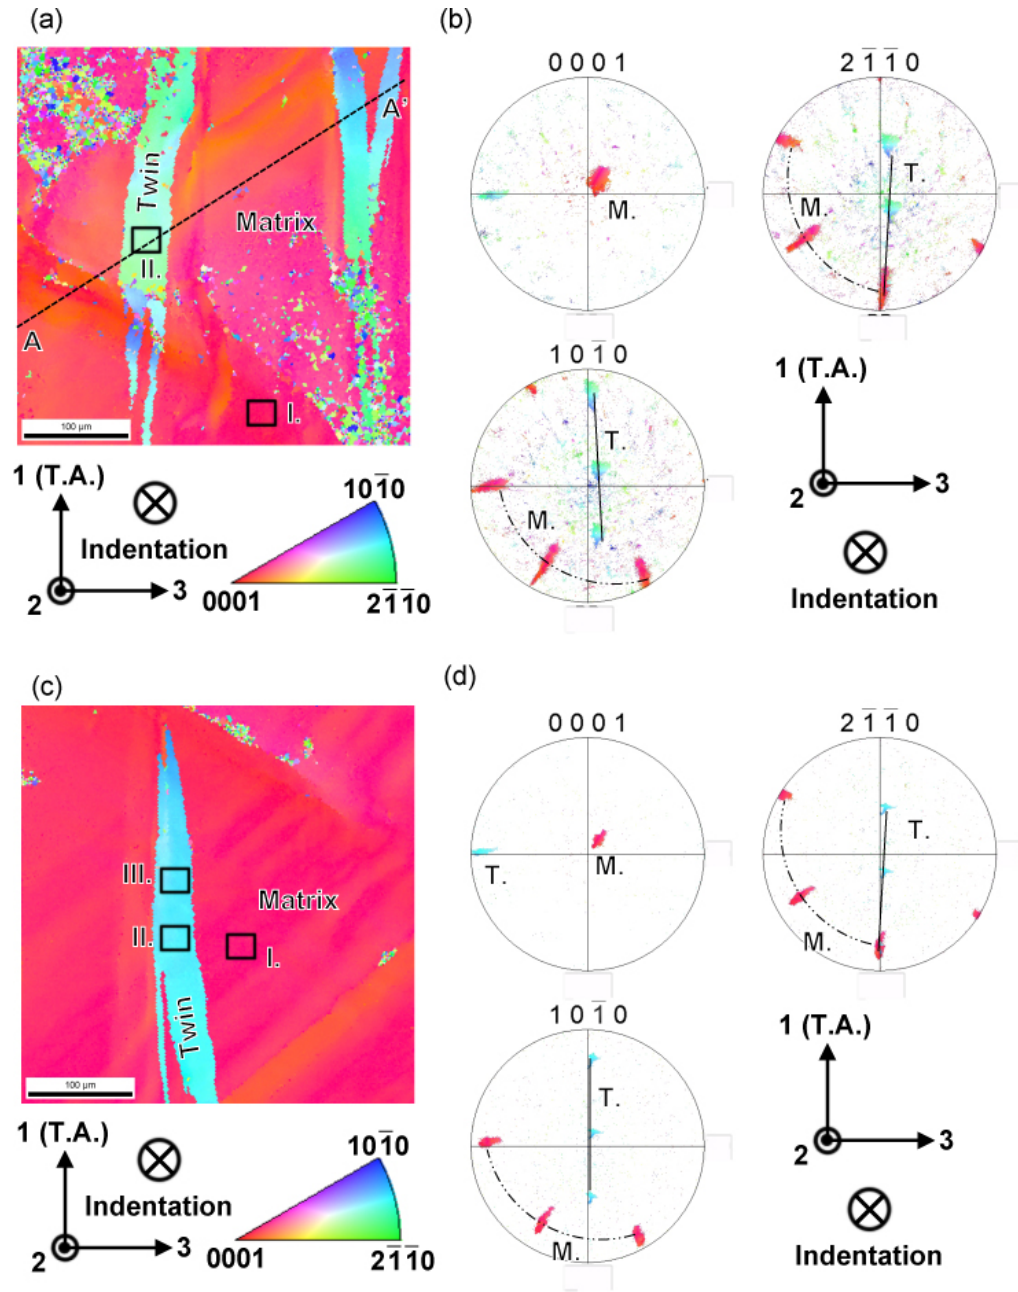 (a)
Twin
II.
Matrix
A'
A
I.
100 µm
1 (T.A.)
2
3
Indentation
101̅0
0001
21̅1̅0
(b)
0 0 0 1
M.
2 1̅ 1̅ 0
T.
M.
1 0 1̅ 0
T.
M.
1 (T.A.)
2
3
Indentation
(c)
III.
II.
Matrix
I.
Twin
100 µm
1 (T.A.)
2
3
Indentation
101̅0
0001
21̅1̅0
(d)
0 0 0 1
T.
M.
2 1̅ 1̅ 0
T.
M.
1 0 1̅ 0
T.
M.
1 (T.A.)
2
3
Indentation